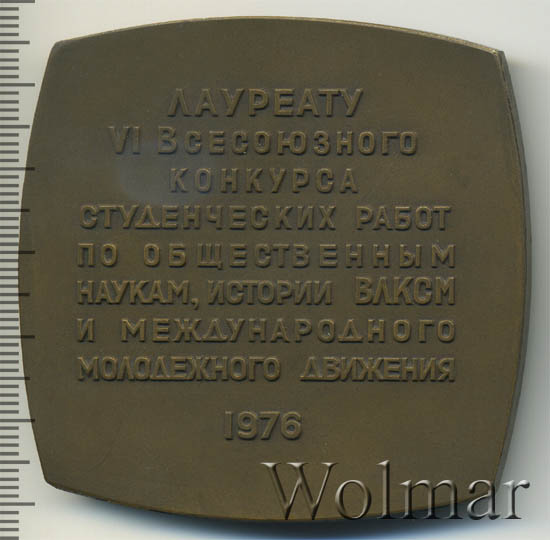 ЛАУРЕАТУ
VI ВСЕСОЮЗНОГО
КОНКУРСА
СТУДЕНЧЕСКИХ РАБОТ
ПО ОБЩЕСТВЕННЫМ
НАУКАМ, ИСТОРИИ ВЛКСМ
И МЕЖДУНАРОДНОГО
МОЛОДЕЖНОГО ДВИЖЕНИЯ
1976
Wolmar